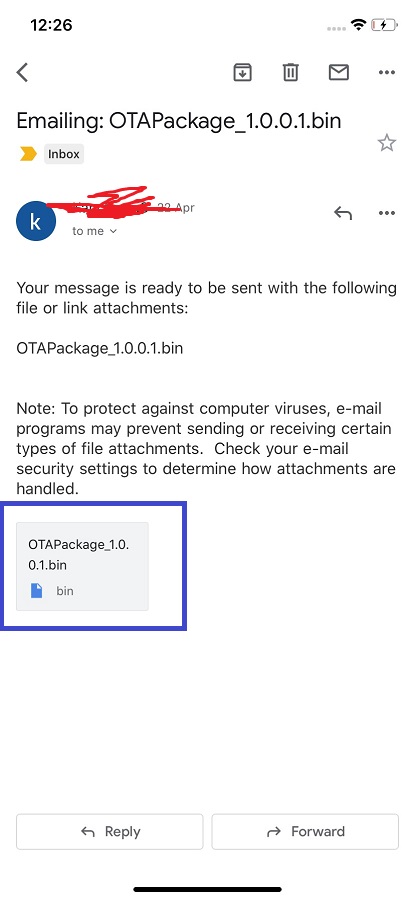 12:26
Emailing: OTAPackage_1.0.0.1.bin
Inbox
k
22 Apr
to me
Your message is ready to be sent with the following
file or link attachments:
OTAPackage_1.0.0.1.bin
Note: To protect against computer viruses, e-mail
programs may prevent sending or receiving certain
types of file attachments.  Check your e-mail
security settings to determine how attachments are
handled.
OTAPackage_1.0.
0.1.bin
bin
Reply
Forward